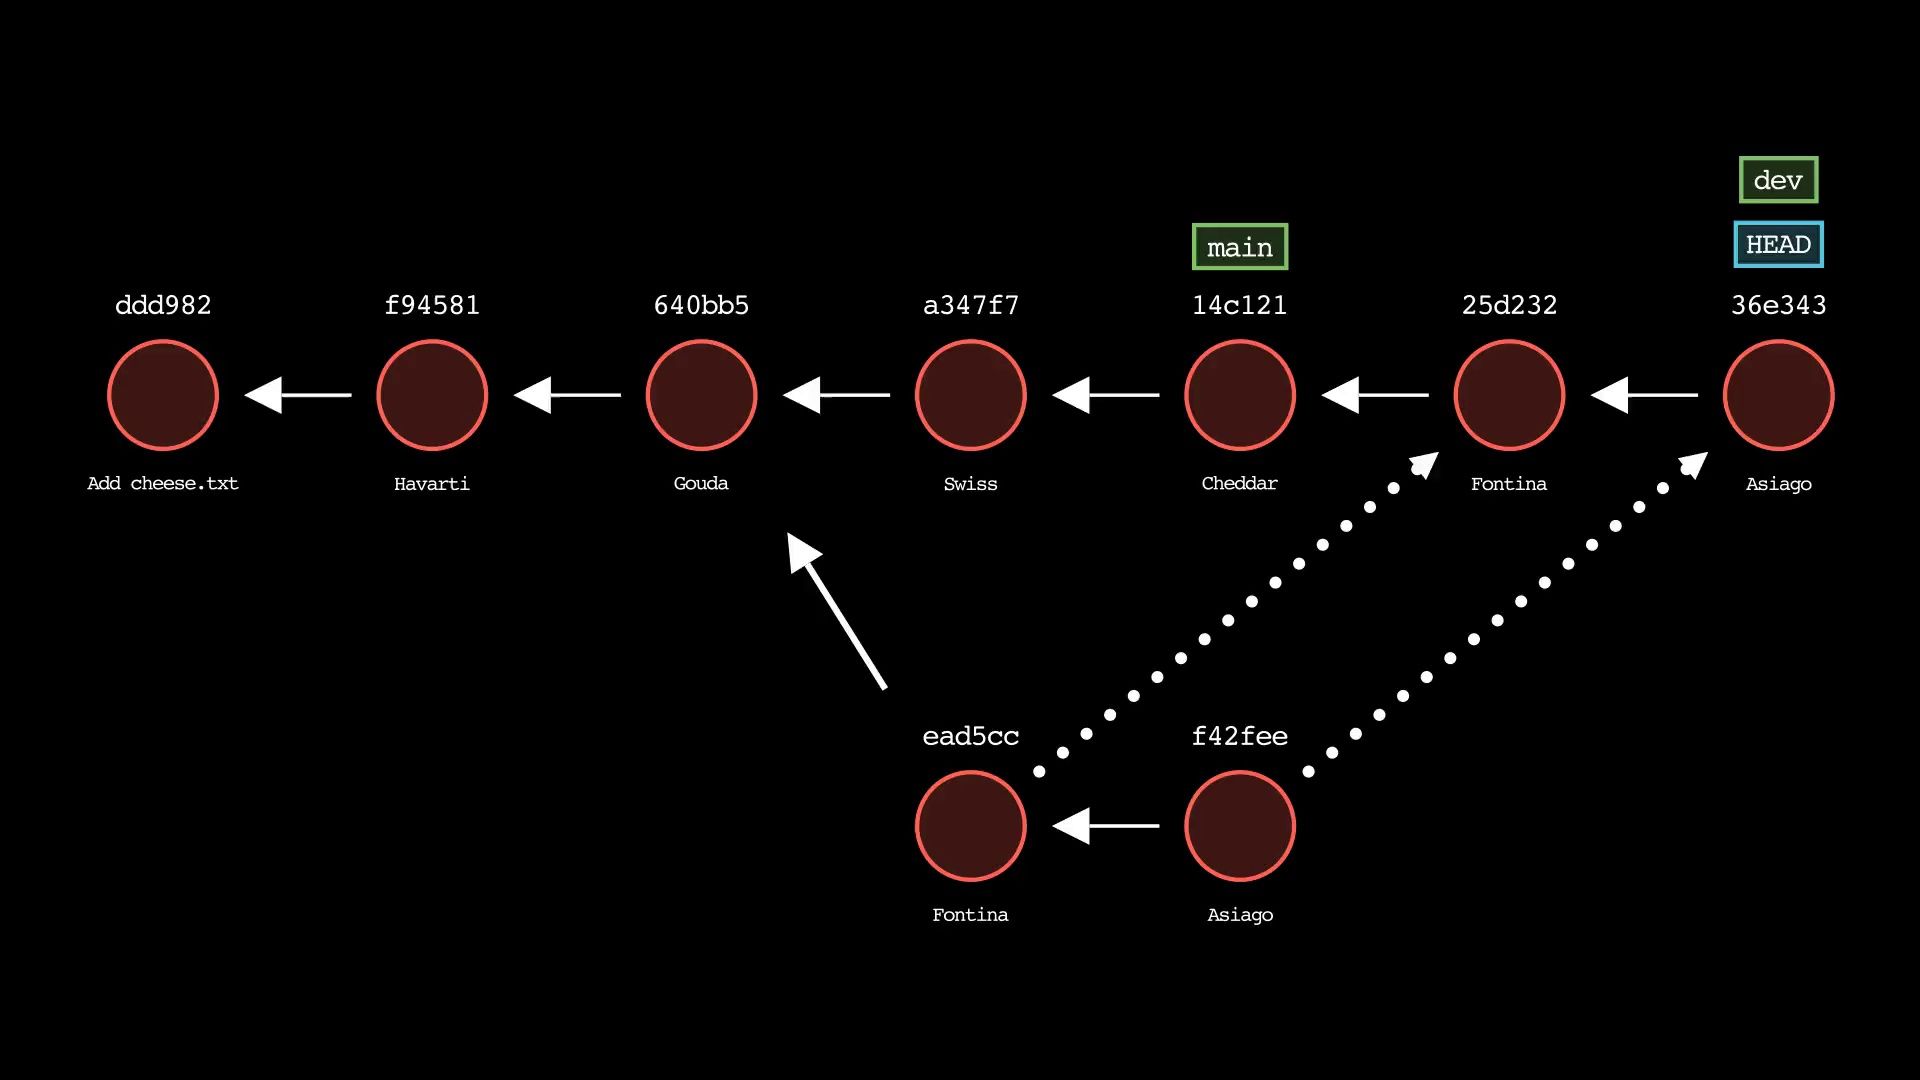 dev
main
HEAD
ddd982
f94581
640bb5
a347f7
14c121
25d232
36e343
Add cheese.txt
Havarti
Gouda
Swiss
Cheddar
Fontina
Asiago
ead5cc
f42fee
Fontina
Asiago